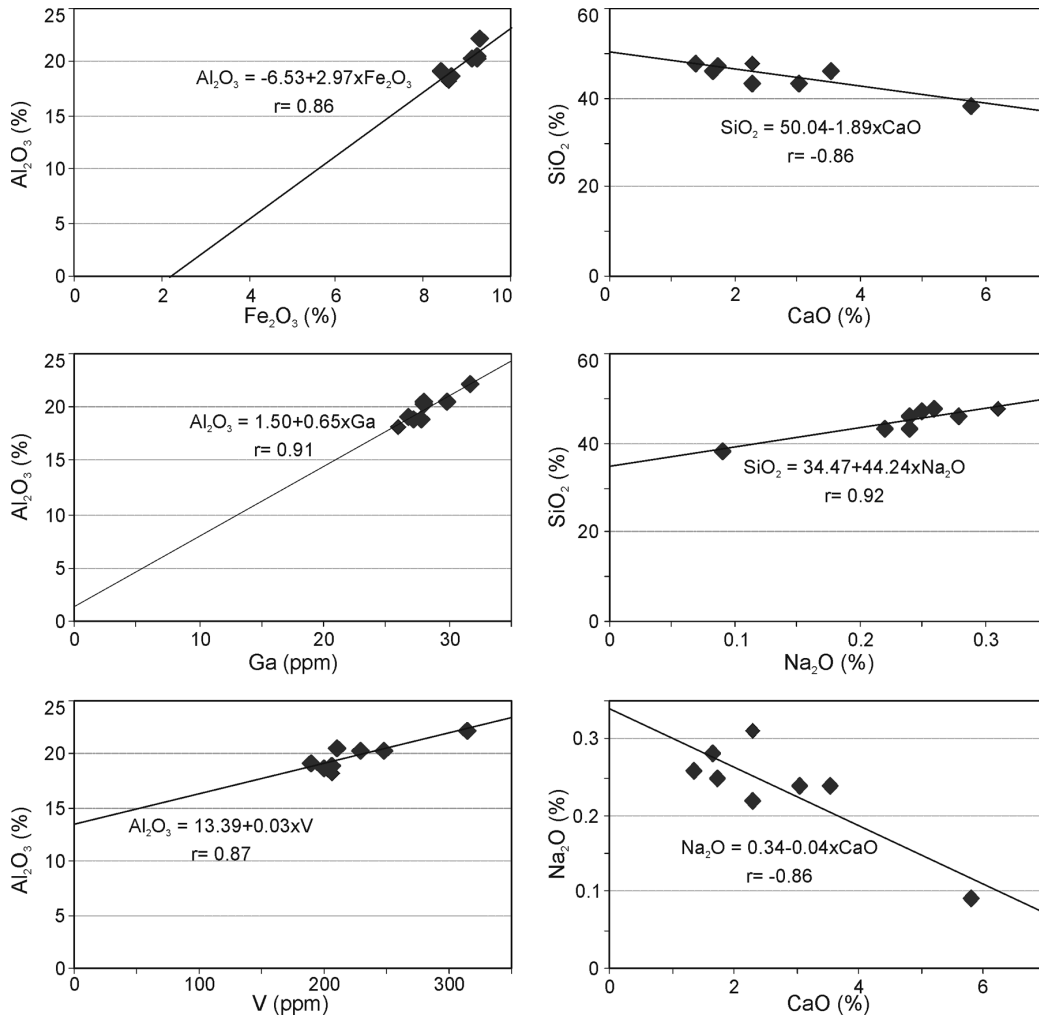 25
20
15
10
5
0
Al₂O₃ (%)
Al₂O₃ = -6.53+2.97xFe₂O₃
r= 0.86
0 2 4 6 8 10
Fe₂O₃ (%)
60
40
20
0
SiO₂ (%)
SiO₂ = 50.04-1.89xCaO
r= -0.86
0 2 4 6
CaO (%)
25
20
15
10
5
0
Al₂O₃ (%)
Al₂O₃ = 1.50+0.65xGa
r= 0.91
0 10 20 30
Ga (ppm)
60
40
20
0
SiO₂ (%)
SiO₂ = 34.47+44.24xNa₂O
r= 0.92
0 0.1 0.2 0.3
Na₂O (%)
25
20
15
10
5
0
Al₂O₃ (%)
Al₂O₃ = 13.39+0.03xV
r= 0.87
0 100 200 300
V (ppm)
0.3
0.2
0.1
0
Na₂O (%)
Na₂O = 0.34-0.04xCaO
r= -0.86
0 2 4 6
CaO (%)